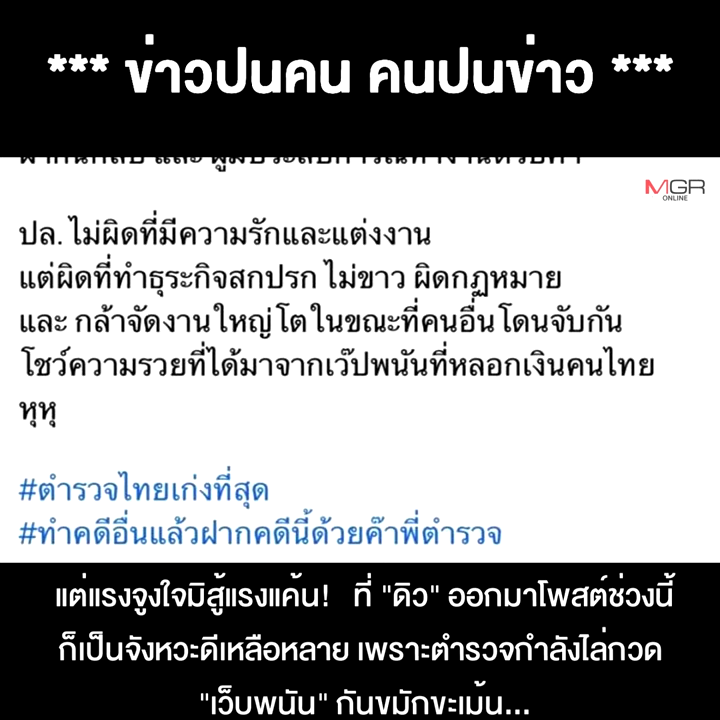 *** ข่าวปนคน คนปนข่าว ***
MGR
ONLINE
ปล. ไม่ผิดที่มีความรักและแต่งงาน
แต่ผิดที่ทำธุระกิจสกปรก ไม่ขาว ผิดกฏหมาย
และ กล้าจัดงานใหญ่โตในขณะที่คนอื่นโดนจับกัน
โชว์ความรวยที่ได้มาจากเว๊ปพนันที่หลอกเงินคนไทย
หุหุ
#ตำรวจไทยเก่งที่สุด
#ทำคดีอื่นแล้วฝากคดีนี้ด้วยค๊าพี่ตำรวจ
แต่แรงจูงใจมิสู้แรงแค้น! ที่ "ดิว" ออกมาโพสต์ช่วงนี้
ก็เป็นจังหวะดีเหลือหลาย เพราะตำรวจกำลังไล่กวด
"เว็บพนัน" กันขมักขะเม้น...